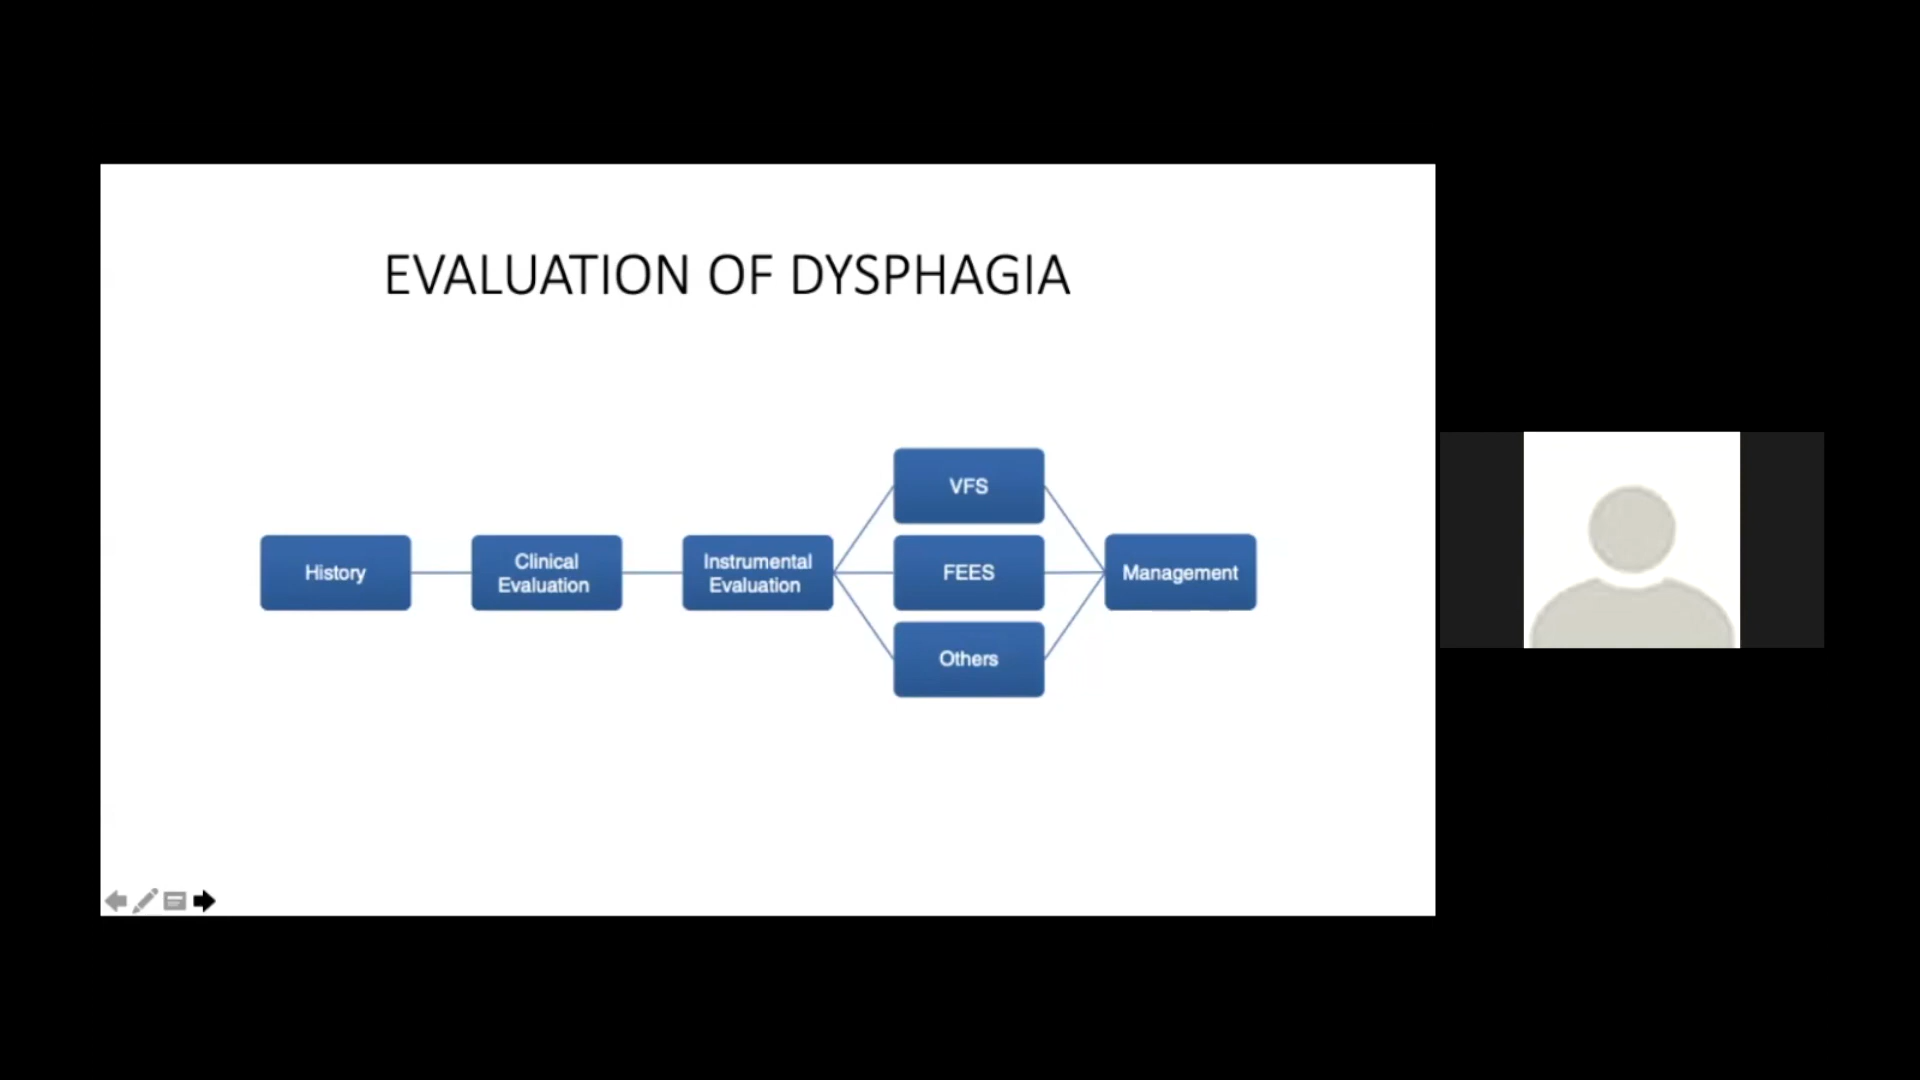 EVALUATION OF DYSPHAGIA
History
Clinical
Evaluation
Instrumental
Evaluation
VFS
FEES
Others
Management